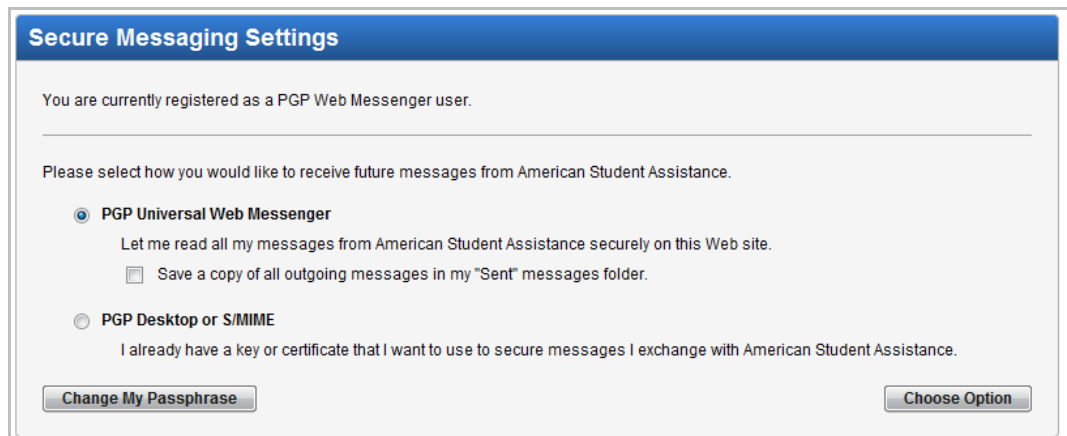 Secure Messaging Settings
You are currently registered as a PGP Web Messenger user.
Please select how you would like to receive future messages from American Student Assistance.
PGP Universal Web Messenger
Let me read all my messages from American Student Assistance securely on this Web site.
Save a copy of all outgoing messages in my "Sent" messages folder.
PGP Desktop or S/MIME
I already have a key or certificate that I want to use to secure messages I exchange with American Student Assistance.
Change My Passphrase Choose Option